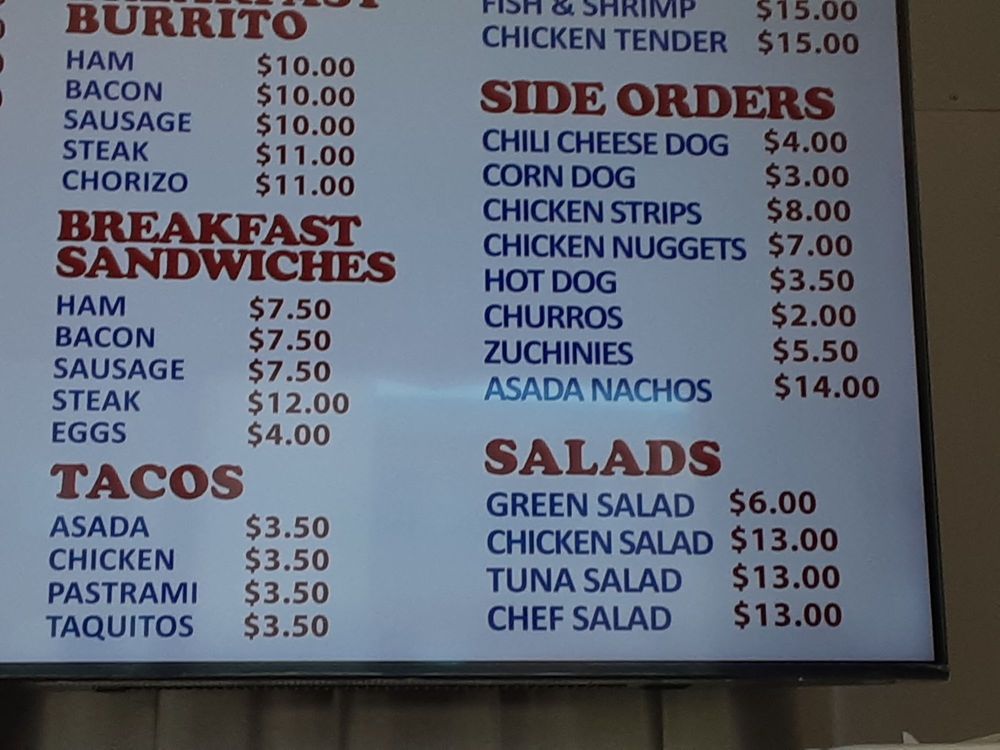 BREAKFAST
BURRITO
HAM $10.00
BACON $10.00
SAUSAGE $10.00
STEAK $11.00
CHORIZO $11.00
BREAKFAST
SANDWICHES
HAM $7.50
BACON $7.50
SAUSAGE $7.50
STEAK $12.00
EGGS $4.00
TACOS
ASADA $3.50
CHICKEN $3.50
PASTRAMI $3.50
TAQUITOS $3.50
FISH & SHRIMP $15.00
CHICKEN TENDER $15.00
SIDE ORDERS
CHILI CHEESE DOG $4.00
CORN DOG $3.00
CHICKEN STRIPS $8.00
CHICKEN NUGGETS $7.00
HOT DOG $3.50
CHURROS $2.00
ZUCHINIES $5.50
ASADA NACHOS $14.00
SALADS
GREEN SALAD $6.00
CHICKEN SALAD $13.00
TUNA SALAD $13.00
CHEF SALAD $13.00